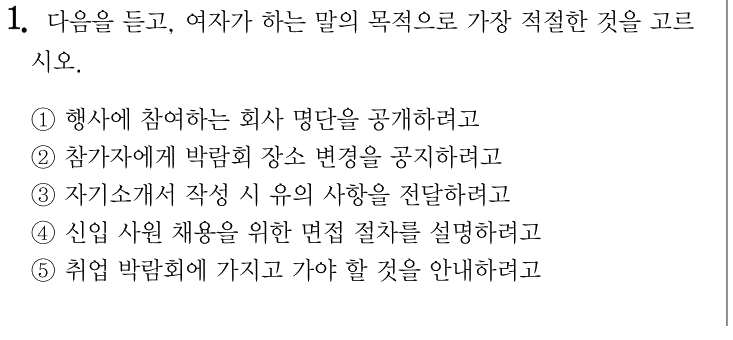 1. 다음을 듣고, 여자가 하는 말의 목적으로 가장 적절한 것을 고르
시오.
① 행사에 참여하는 회사 명단을 공개하려고
② 참가자에게 박람회 장소 변경을 공지하려고
③ 자기소개서 작성 시 유의 사항을 전달하려고
④ 신입 사원 채용을 위한 면접 절차를 설명하려고
⑤ 취업 박람회에 가지고 가야 할 것을 안내하려고